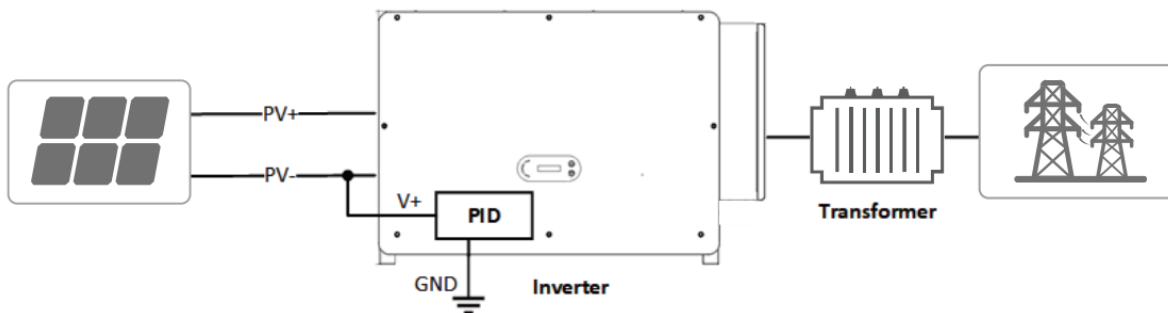 PV+
PV-
V+
PID
GND
Inverter
Transformer